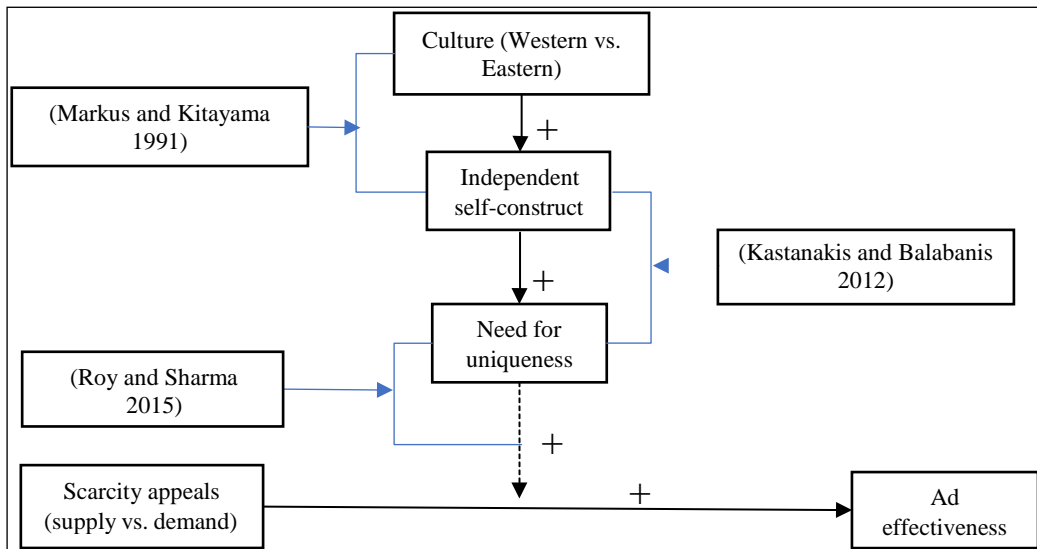 Culture (Western vs.
Eastern)
(Markus and Kitayama
1991)
+
Independent
self-construct
(Kastanakis and Balabanis
2012)
+
Need for
uniqueness
(Roy and Sharma
2015)
+
Scarcity appeals
(supply vs. demand)
+
Ad
effectiveness